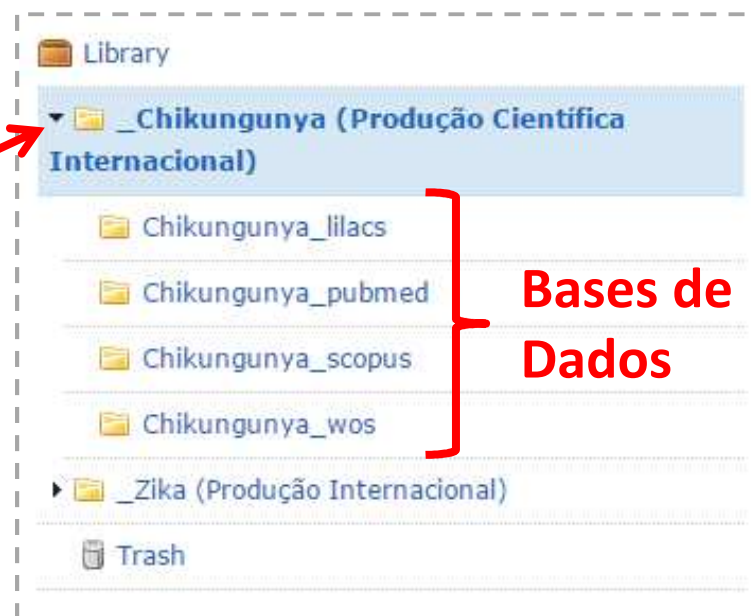 Library
_Chikungunya (Produção Científica
Internacional)
Chikungunya_lilacs
Chikungunya_pubmed
Chikungunya_scopus
Chikungunya_wos
Bases de
Dados
_Zika (Produção Internacional)
Trash